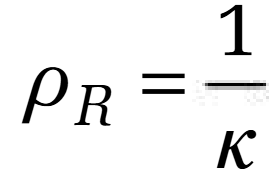 ρ_R = 1/κ